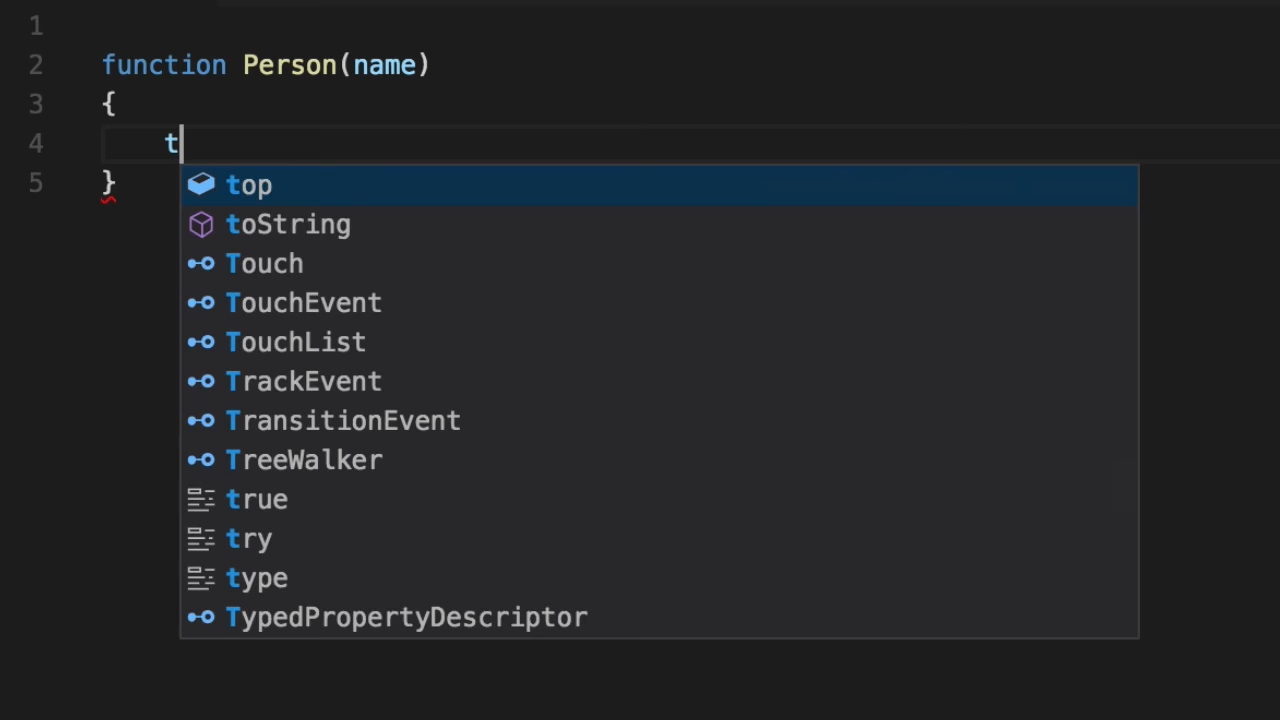 1
2 function Person(name)
3 {
4 t
5 }
top
toString
Touch
TouchEvent
TouchList
TrackEvent
TransitionEvent
TreeWalker
true
try
type
TypedPropertyDescriptor